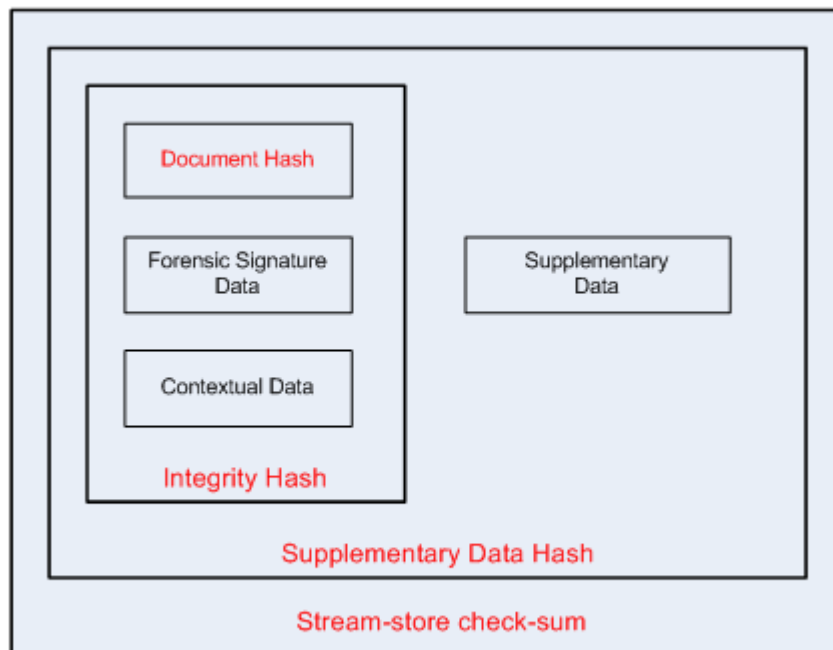 Document Hash
Forensic Signature
Data
Supplementary
Data
Contextual Data
Integrity Hash
Supplementary Data Hash
Stream-store check-sum